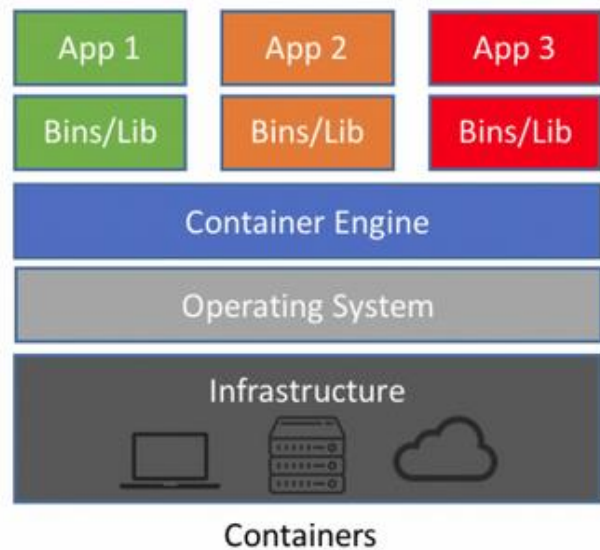 App 1 App 2 App 3
Bins/Lib Bins/Lib Bins/Lib
Container Engine
Operating System
Infrastructure
Containers